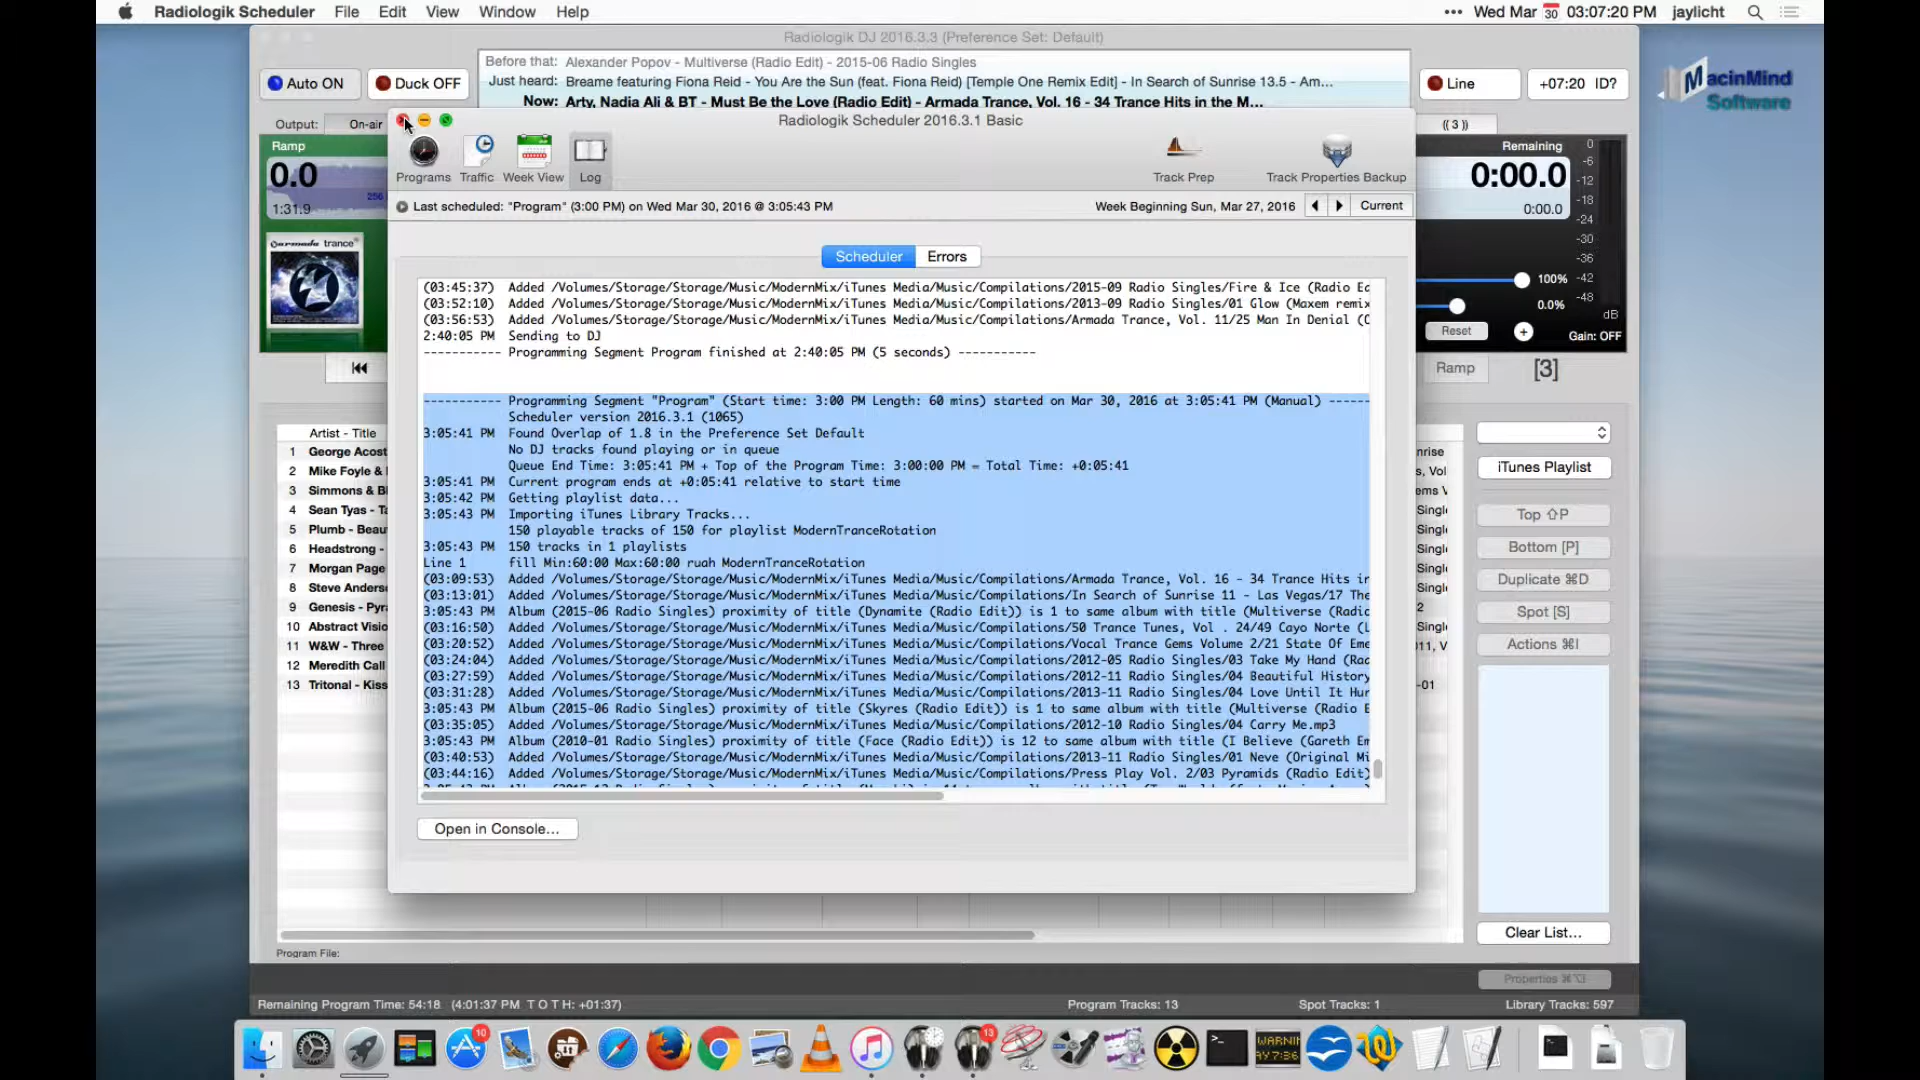 Radiologik Scheduler File Edit View Window Help
Wed Mar 30 03:07:20 PM jaylicht
Radiologik DJ 2016.3.3 (Preference Set: Default)
Auto ON Duck OFF
Before that: Alexander Popov - Multiverse (Radio Edit) - 2015-06 Radio Singles
Just heard: Breame featuring Fiona Reid - You Are the Sun (feat. Fiona Reid) [Temple One Remix Edit] - In Search of Sunrise 13.5 - Am...
Now: Arty, Nadia Ali & BT - Must Be the Love (Radio Edit) - Armada Trance, Vol. 16 - 34 Trance Hits in the M...
Line +07:20 ID?
MacinMind
Software
Output: On-air
Radiologik Scheduler 2016.3.1 Basic
((3))
Ramp
0.0
256
1:31.9
armada trance
Programs Traffic Week View Log
Track Prep Track Properties Backup
Remaining
0:00.0
0:00.0
0
-6
-12
-18
-24
-30
-36
-42
-48
dB
100%
0.0%
Reset + Gain: OFF
Ramp [3]
Last scheduled: "Program" (3:00 PM) on Wed Mar 30, 2016 @ 3:05:43 PM
Week Beginning Sun, Mar 27, 2016 Current
Scheduler Errors
(03:45:37) Added /Volumes/Storage/Storage/Music/ModernMix/iTunes Media/Music/Compilations/2015-09 Radio Singles/Fire & Ice (Radio Ed
(03:52:10) Added /Volumes/Storage/Storage/Music/ModernMix/iTunes Media/Music/Compilations/2013-09 Radio Singles/01 Glow (Maxem remix
(03:56:53) Added /Volumes/Storage/Storage/Music/ModernMix/iTunes Media/Music/Compilations/Armada Trance, Vol. 11/25 Man In Denial (O
2:40:05 PM Sending to DJ
----------- Programming Segment Program finished at 2:40:05 PM (5 seconds) -----------
----------- Programming Segment "Program" (Start time: 3:00 PM Length: 60 mins) started on Mar 30, 2016 at 3:05:41 PM (Manual) ------
Scheduler version 2016.3.1 (1065)
3:05:41 PM Found Overlap of 1.8 in the Preference Set Default
No DJ tracks found playing or in queue
Queue End Time: 3:05:41 PM + Top of the Program Time: 3:00:00 PM = Total Time: +0:05:41
3:05:41 PM Current program ends at +0:05:41 relative to start time
3:05:42 PM Getting playlist data...
3:05:43 PM Importing iTunes Library Tracks...
150 playable tracks of 150 for playlist ModernTranceRotation
3:05:43 PM 150 tracks in 1 playlists
Line 1 fill Min:60:00 Max:60:00 ruah ModernTranceRotation
(03:09:53) Added /Volumes/Storage/Storage/Music/ModernMix/iTunes Media/Music/Compilations/Armada Trance, Vol. 16 - 34 Trance Hits in
(03:13:01) Added /Volumes/Storage/Storage/Music/ModernMix/iTunes Media/Music/Compilations/In Search of Sunrise 11 - Las Vegas/17 The
3:05:43 PM Album (2015-06 Radio Singles) proximity of title (Dynamite (Radio Edit)) is 1 to same album with title (Multiverse (Radio
(03:16:50) Added /Volumes/Storage/Storage/Music/ModernMix/iTunes Media/Music/Compilations/50 Trance Tunes, Vol . 24/49 Cayo Norte (L
(03:20:52) Added /Volumes/Storage/Storage/Music/ModernMix/iTunes Media/Music/Compilations/Vocal Trance Gems Volume 2/21 State Of Eme
(03:24:04) Added /Volumes/Storage/Storage/Music/ModernMix/iTunes Media/Music/Compilations/2012-05 Radio Singles/03 Take My Hand (Rad
(03:27:59) Added /Volumes/Storage/Storage/Music/ModernMix/iTunes Media/Music/Compilations/2012-11 Radio Singles/04 Beautiful History
(03:31:28) Added /Volumes/Storage/Storage/Music/ModernMix/iTunes Media/Music/Compilations/2013-11 Radio Singles/04 Love Until It Hur
3:05:43 PM Album (2015-06 Radio Singles) proximity of title (Skyres (Radio Edit)) is 1 to same album with title (Multiverse (Radio E
(03:35:05) Added /Volumes/Storage/Storage/Music/ModernMix/iTunes Media/Music/Compilations/2012-10 Radio Singles/04 Carry Me.mp3
3:05:43 PM Album (2010-01 Radio Singles) proximity of title (Face (Radio Edit)) is 12 to same album with title (I Believe (Gareth Em
(03:40:53) Added /Volumes/Storage/Storage/Music/ModernMix/iTunes Media/Music/Compilations/2013-11 Radio Singles/01 Neve (Original Mi
(03:44:16) Added /Volumes/Storage/Storage/Music/ModernMix/iTunes Media/Music/Compilations/Press Play Vol. 2/03 Pyramids (Radio Edit)
Open in Console...
Artist - Title
1 George Acost
2 Mike Foyle &
3 Simmons & Bl
4 Sean Tyas - Ta
5 Plumb - Beau
6 Headstrong -
7 Morgan Page
8 Steve Anders
9 Genesis - Pyra
10 Abstract Visio
11 W&W - Three
12 Meredith Call
13 Tritonal - Kiss
iTunes Playlist
Top ⇧P
Bottom [P]
Duplicate ⌘D
Spot [S]
Actions ⌘I
Clear List...
Program File:
Properties
Remaining Program Time: 54:18 (4:01:37 PM T O T H: +01:37)
Program Tracks: 13
Spot Tracks: 1
Library Tracks: 597
10
13
WARNIN
AY 7:36